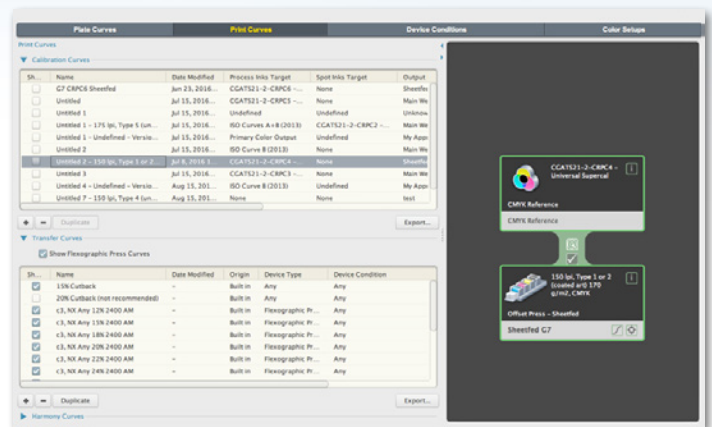 Plate Curves Print Curves Device Conditions Color Setups
Print Curves
Calibration Curves
Sh... Name Date Modified Process Inks Target Spot Inks Target Output
G7 CRPC6 Sheetfed Jun 23, 2016... CGATS21-2-CRPC6 -... None Sheetfe
Untitled Jul 15, 2016... CGATS21-2-CRPC5 -... None Main We
Untitled 1 Jul 15, 2016... Undefined Undefined Unknow
Untitled 1 - 175 lpi, Type 5 (un... Jul 15, 2016... ISO Curves A+B (2013) CGATS21-2-CRPC2 -... Main We
Untitled 1 - Undefined - Versio... Jul 15, 2016... Primary Color Output Undefined My Appr
Untitled 2 Jul 15, 2016... ISO Curve B (2013) None Main We
Untitled 2 - 150 lpi, Type 1 or 2... Jul 8, 2016 1... CGATS21-2-CRPC4 -... None Sheetfe
Untitled 3 Jul 15, 2016... CGATS21-2-CRPC3 -... None Main We
Untitled 4 - Undefined - Versio... Aug 15, 201... ISO Curve B (2013) Undefined My Appr
Untitled 7 - 150 lpi, Type 4 (un... Aug 15, 201... None None test
+ - Duplicate Export...
Transfer Curves
Show Flexographic Press Curves
Sh... Name Date Modified Origin Device Type Device Condition
15% Cutback - Built in Any Any
20% Cutback (not recommended) - Built in Any Any
c3, NX Any 12% 2400 AM - Built in Flexographic Pr... Any
c3, NX Any 15% 2400 AM - Built in Flexographic Pr... Any
c3, NX Any 18% 2400 AM - Built in Flexographic Pr... Any
c3, NX Any 20% 2400 AM - Built in Flexographic Pr... Any
c3, NX Any 22% 2400 AM - Built in Flexographic Pr... Any
c3, NX Any 24% 2400 AM - Built in Flexographic Pr... Any
+ - Duplicate Export...
Harmony Curves
CGATS21-2-CRPC4 -
Universal Supercal
CMYK Reference
CMYK Reference
150 lpi, Type 1 or 2
(coated art) 170
g/m2, CMYK
Offset Press - Sheetfed
Sheetfed G7